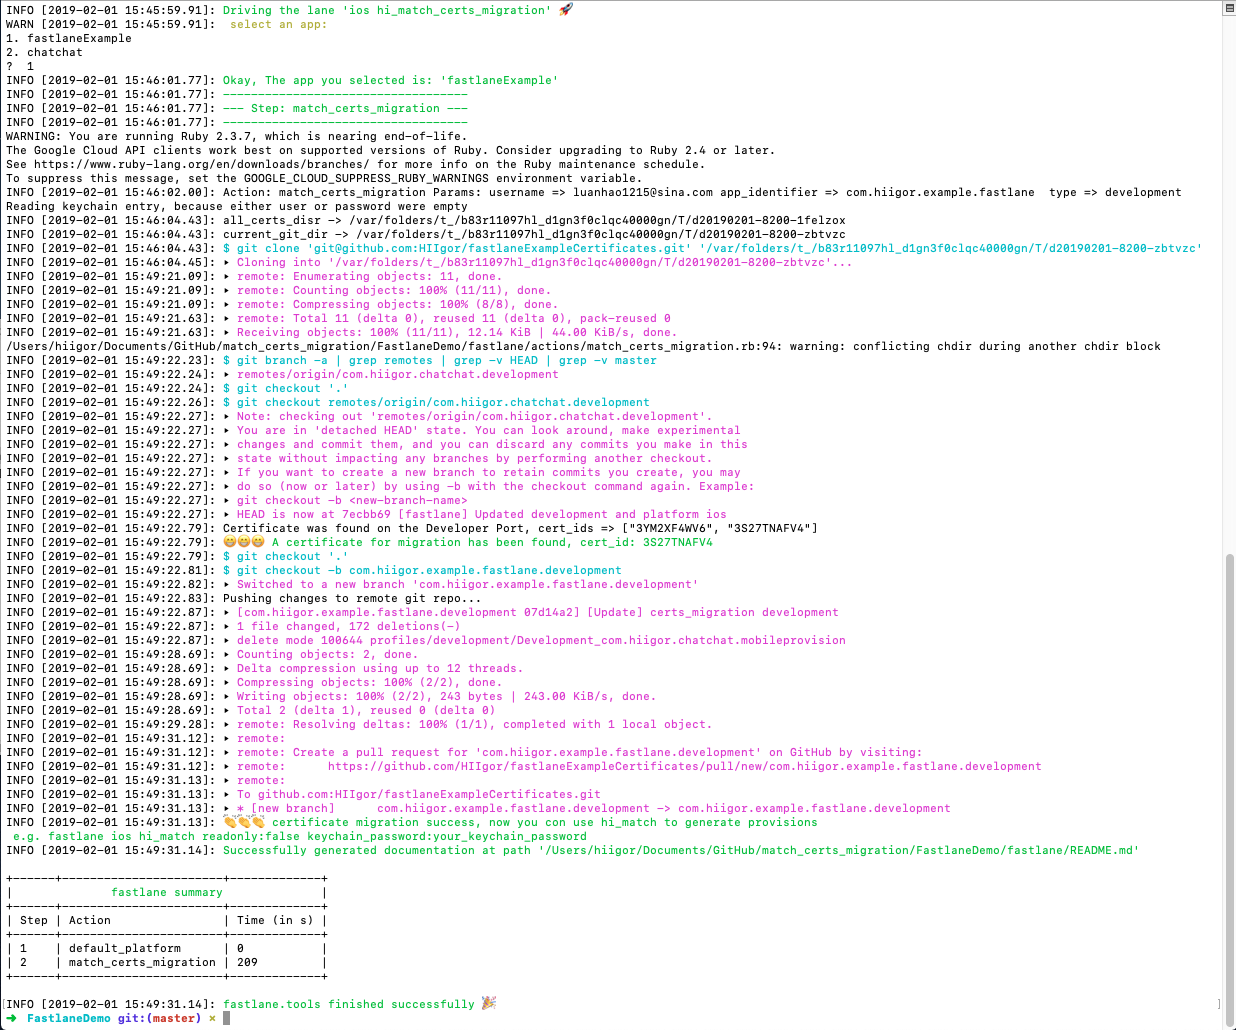 INFO [2019-02-01 15:45:59.91]: Driving the lane 'ios hi_match_certs_migration' 🚀
WARN [2019-02-01 15:45:59.91]:  select an app:
1. fastlaneExample
2. chatchat
?  1
INFO [2019-02-01 15:46:01.77]: Okay, The app you selected is: 'fastlaneExample'
INFO [2019-02-01 15:46:01.77]: -----------------------------------
INFO [2019-02-01 15:46:01.77]: --- Step: match_certs_migration ---
INFO [2019-02-01 15:46:01.77]: -----------------------------------
WARNING: You are running Ruby 2.3.7, which is nearing end-of-life.
The Google Cloud API clients work best on supported versions of Ruby. Consider upgrading to Ruby 2.4 or later.
See https://www.ruby-lang.org/en/downloads/branches/ for more info on the Ruby maintenance schedule.
To suppress this message, set the GOOGLE_CLOUD_SUPPRESS_RUBY_WARNINGS environment variable.
INFO [2019-02-01 15:46:02.00]: Action: match_certs_migration Params: username => luanhao1215@sina.com app_identifier => com.hiigor.example.fastlane  type => development
Reading keychain entry, because either user or password were empty
INFO [2019-02-01 15:46:04.43]: all_certs_disr -> /var/folders/t_/b83r11097hl_d1gn3f0clqc40000gn/T/d20190201-8200-1felzox
INFO [2019-02-01 15:46:04.43]: current_git_dir -> /var/folders/t_/b83r11097hl_d1gn3f0clqc40000gn/T/d20190201-8200-zbtvzc
INFO [2019-02-01 15:46:04.43]: $ git clone 'git@github.com:HIIgor/fastlaneExampleCertificates.git' '/var/folders/t_/b83r11097hl_d1gn3f0clqc40000gn/T/d20190201-8200-zbtvzc'
INFO [2019-02-01 15:46:04.45]: ▸ Cloning into '/var/folders/t_/b83r11097hl_d1gn3f0clqc40000gn/T/d20190201-8200-zbtvzc'...
INFO [2019-02-01 15:49:21.09]: ▸ remote: Enumerating objects: 11, done.
INFO [2019-02-01 15:49:21.09]: ▸ remote: Counting objects: 100% (11/11), done.
INFO [2019-02-01 15:49:21.09]: ▸ remote: Compressing objects: 100% (8/8), done.
INFO [2019-02-01 15:49:21.63]: ▸ remote: Total 11 (delta 0), reused 11 (delta 0), pack-reused 0
INFO [2019-02-01 15:49:21.63]: ▸ Receiving objects: 100% (11/11), 12.14 KiB | 44.00 KiB/s, done.
/Users/hiigor/Documents/GitHub/match_certs_migration/FastlaneDemo/fastlane/actions/match_certs_migration.rb:94: warning: conflicting chdir during another chdir block
INFO [2019-02-01 15:49:22.23]: $ git branch -a | grep remotes | grep -v HEAD | grep -v master
INFO [2019-02-01 15:49:22.24]: ▸ remotes/origin/com.hiigor.chatchat.development
INFO [2019-02-01 15:49:22.24]: $ git checkout '.'
INFO [2019-02-01 15:49:22.26]: $ git checkout remotes/origin/com.hiigor.chatchat.development
INFO [2019-02-01 15:49:22.27]: ▸ Note: checking out 'remotes/origin/com.hiigor.chatchat.development'.
INFO [2019-02-01 15:49:22.27]: ▸ You are in 'detached HEAD' state. You can look around, make experimental
INFO [2019-02-01 15:49:22.27]: ▸ changes and commit them, and you can discard any commits you make in this
INFO [2019-02-01 15:49:22.27]: ▸ state without impacting any branches by performing another checkout.
INFO [2019-02-01 15:49:22.27]: ▸ If you want to create a new branch to retain commits you create, you may
INFO [2019-02-01 15:49:22.27]: ▸ do so (now or later) by using -b with the checkout command again. Example:
INFO [2019-02-01 15:49:22.27]: ▸ git checkout -b <new-branch-name>
INFO [2019-02-01 15:49:22.27]: ▸ HEAD is now at 7ecbb69 [fastlane] Updated development and platform ios
INFO [2019-02-01 15:49:22.79]: Certificate was found on the Developer Port, cert_ids => ["3YM2XF4WV6", "3S27TNAFV4"]
INFO [2019-02-01 15:49:22.79]: 😁😁😁 A certificate for migration has been found, cert_id: 3S27TNAFV4
INFO [2019-02-01 15:49:22.79]: $ git checkout '.'
INFO [2019-02-01 15:49:22.81]: $ git checkout -b com.hiigor.example.fastlane.development
INFO [2019-02-01 15:49:22.82]: ▸ Switched to a new branch 'com.hiigor.example.fastlane.development'
INFO [2019-02-01 15:49:22.83]: Pushing changes to remote git repo...
INFO [2019-02-01 15:49:22.87]: ▸ [com.hiigor.example.fastlane.development 07d14a2] [Update] certs_migration development
INFO [2019-02-01 15:49:22.87]: ▸ 1 file changed, 172 deletions(-)
INFO [2019-02-01 15:49:22.87]: ▸ delete mode 100644 profiles/development/Development_com.hiigor.chatchat.mobileprovision
INFO [2019-02-01 15:49:28.69]: ▸ Counting objects: 2, done.
INFO [2019-02-01 15:49:28.69]: ▸ Delta compression using up to 12 threads.
INFO [2019-02-01 15:49:28.69]: ▸ Compressing objects: 100% (2/2), done.
INFO [2019-02-01 15:49:28.69]: ▸ Writing objects: 100% (2/2), 243 bytes | 243.00 KiB/s, done.
INFO [2019-02-01 15:49:28.69]: ▸ Total 2 (delta 1), reused 0 (delta 0)
INFO [2019-02-01 15:49:29.28]: ▸ remote: Resolving deltas: 100% (1/1), completed with 1 local object.
INFO [2019-02-01 15:49:31.12]: ▸ remote:
INFO [2019-02-01 15:49:31.12]: ▸ remote: Create a pull request for 'com.hiigor.example.fastlane.development' on GitHub by visiting:
INFO [2019-02-01 15:49:31.12]: ▸ remote:      https://github.com/HIIgor/fastlaneExampleCertificates/pull/new/com.hiigor.example.fastlane.development
INFO [2019-02-01 15:49:31.13]: ▸ remote:
INFO [2019-02-01 15:49:31.13]: ▸ To github.com:HIIgor/fastlaneExampleCertificates.git
INFO [2019-02-01 15:49:31.13]: ▸ * [new branch]      com.hiigor.example.fastlane.development -> com.hiigor.example.fastlane.development
INFO [2019-02-01 15:49:31.13]: 👏👏👏 certificate migration success, now you con use hi_match to generate provisions
 e.g. fastlane ios hi_match readonly:false keychain_password:your_keychain_password
INFO [2019-02-01 15:49:31.14]: Successfully generated documentation at path '/Users/hiigor/Documents/GitHub/match_certs_migration/FastlaneDemo/fastlane/README.md'
+------+-----------------------+-------------+
|              fastlane summary              |
+------+-----------------------+-------------+
| Step | Action                | Time (in s) |
+------+-----------------------+-------------+
| 1    | default_platform      | 0           |
| 2    | match_certs_migration | 209         |
+------+-----------------------+-------------+
INFO [2019-02-01 15:49:31.14]: fastlane.tools finished successfully 🎉
➜  FastlaneDemo git:(master) ×